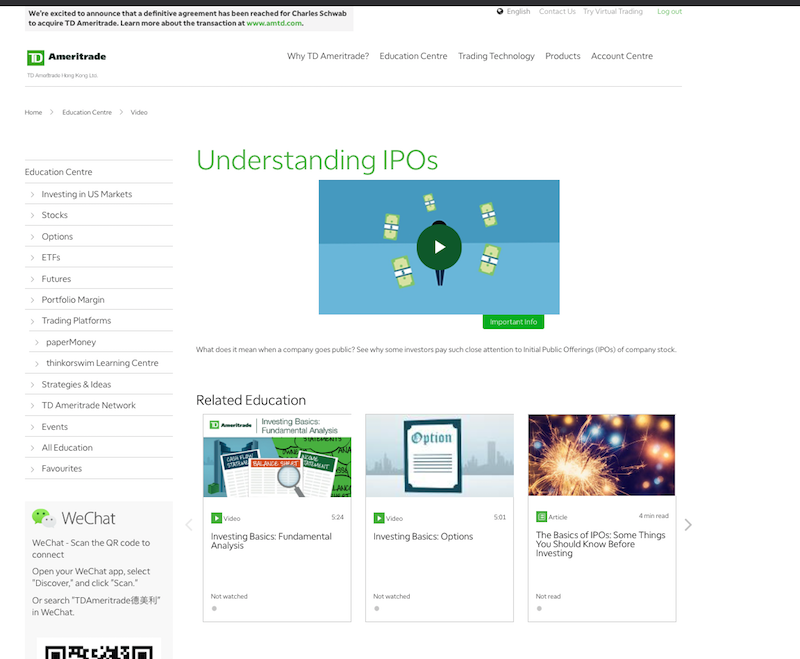 We're excited to announce that a definitive agreement has been reached for Charles Schwab
to acquire TD Ameritrade. Learn more about the transaction at www.amtd.com.
English Contact Us Try Virtual Trading Log out
TD Ameritrade
TD Ameritrade Hong Kong Ltd.
Why TD Ameritrade? Education Centre Trading Technology Products Account Centre
Home Education Centre Video
Education Centre
Investing in US Markets
Stocks
Options
ETFs
Futures
Portfolio Margin
Trading Platforms
paperMoney
thinkorswim Learning Centre
Strategies & Ideas
TD Ameritrade Network
Events
All Education
Favourites
WeChat
WeChat - Scan the QR code to
connect
Open your WeChat app, select
"Discover," and click "Scan."
Or search "TDAmeritrade德美利"
in WeChat.
Understanding IPOs
Important Info
What does it mean when a company goes public? See why some investors pay such close attention to Initial Public Offerings (IPOs) of company stock.
Related Education
TD Ameritrade
Investing Basics:
Fundamental Analysis
CASH FLOW
STATEMENT
BALANCE SHEET
STATEMENT
Video 5:24
Investing Basics: Fundamental
Analysis
Not watched
Option
Video 5:01
Investing Basics: Options
Not watched
Article 4 min read
The Basics of IPOs: Some Things
You Should Know Before
Investing
Not read